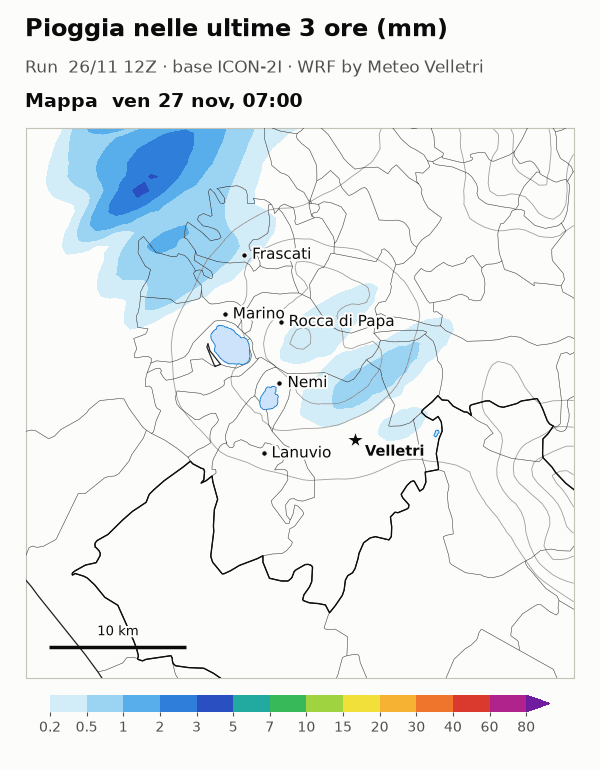 Pioggia nelle ultime 3 ore (mm)
Run  26/11 12Z · base ICON-2I · WRF by Meteo Velletri
Mappa  ven 27 nov, 07:00
Frascati
Marino
Rocca di Papa
Nemi
Velletri
Lanuvio
10 km
0.2 0.5 1 2 3 5 7 10 15 20 30 40 60 80